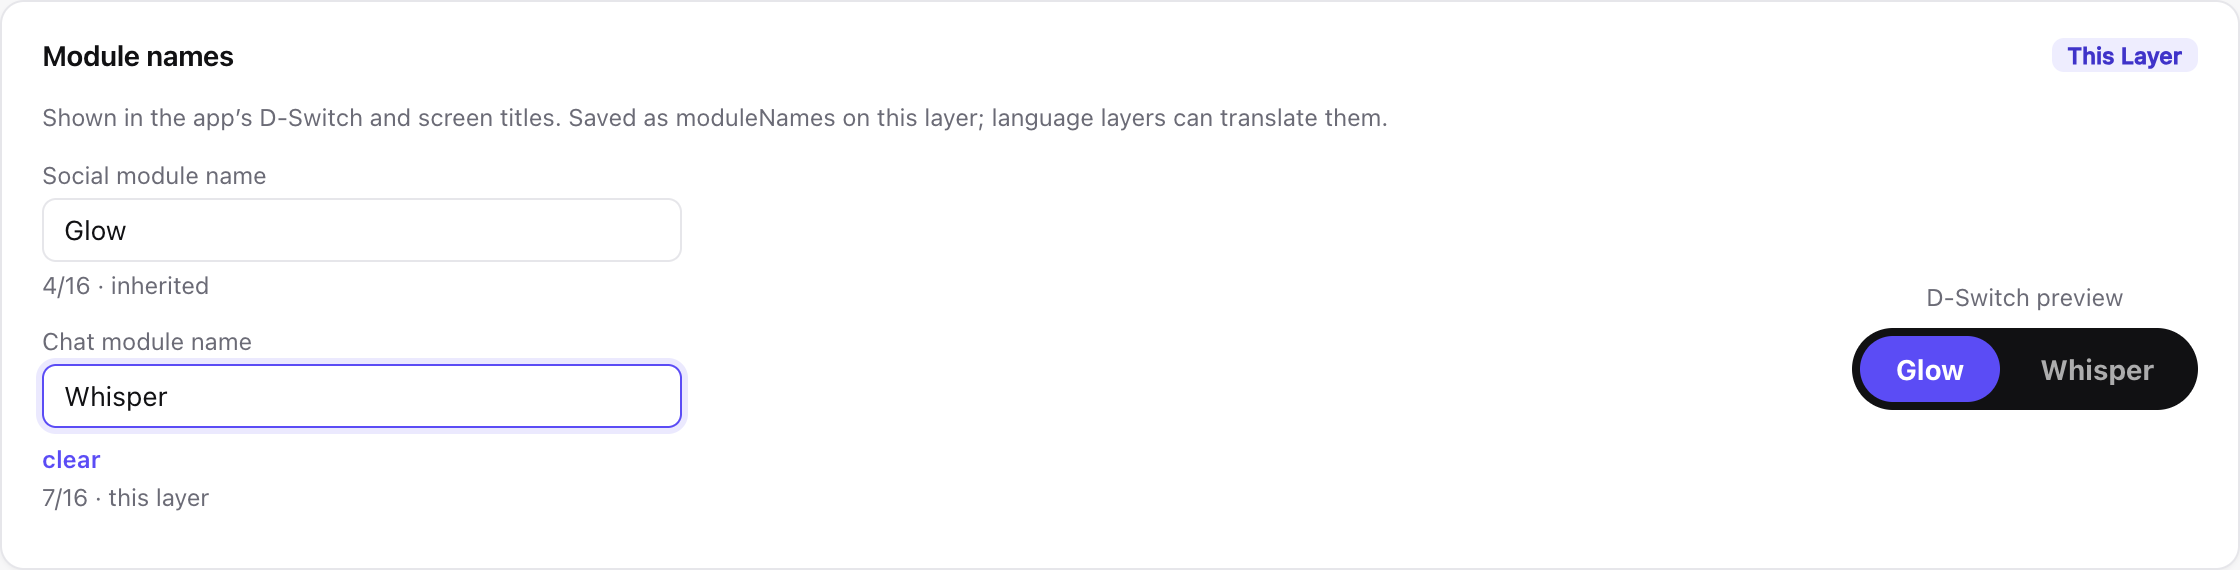 Module names
This Layer
Shown in the app’s D-Switch and screen titles. Saved as moduleNames on this layer; language layers can translate them.
Social module name
Glow
4/16 · inherited
Chat module name
Whisper
clear
7/16 · this layer
D-Switch preview
Glow Whisper